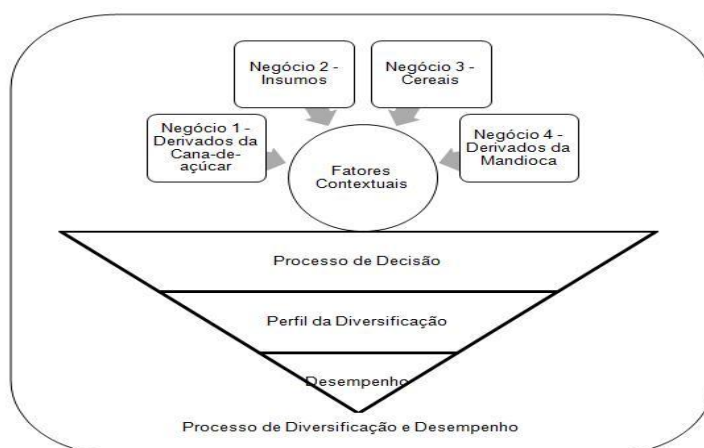 Negócio 2 -
Insumos
Negócio 3 -
Cereais
Negócio 1 -
Derivados da
Cana-de-
açúcar
Negócio 4 -
Derivados da
Mandioca
Fatores
Contextuais
Processo de Decisão
Perfil da Diversificação
Desempenho
Processo de Diversificação e Desempenho